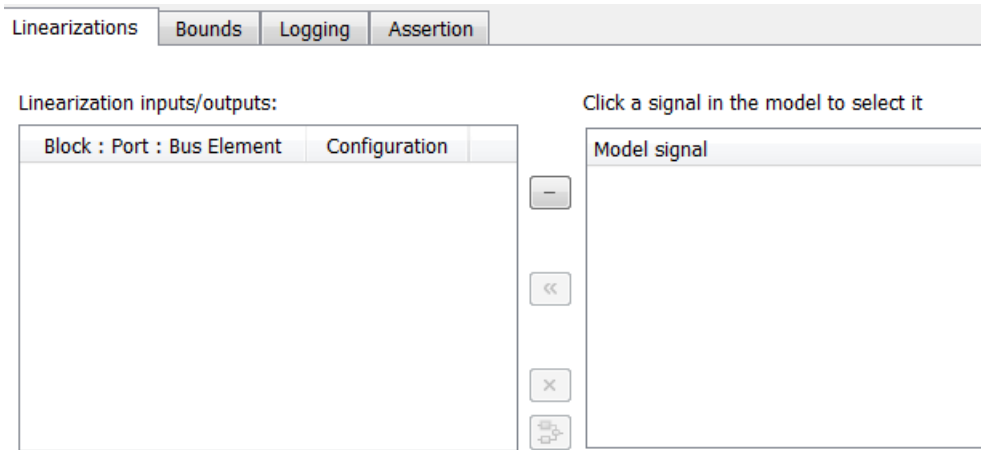 Linearizations Bounds Logging Assertion
Linearization inputs/outputs: Click a signal in the model to select it
Block : Port : Bus Element Configuration Model signal